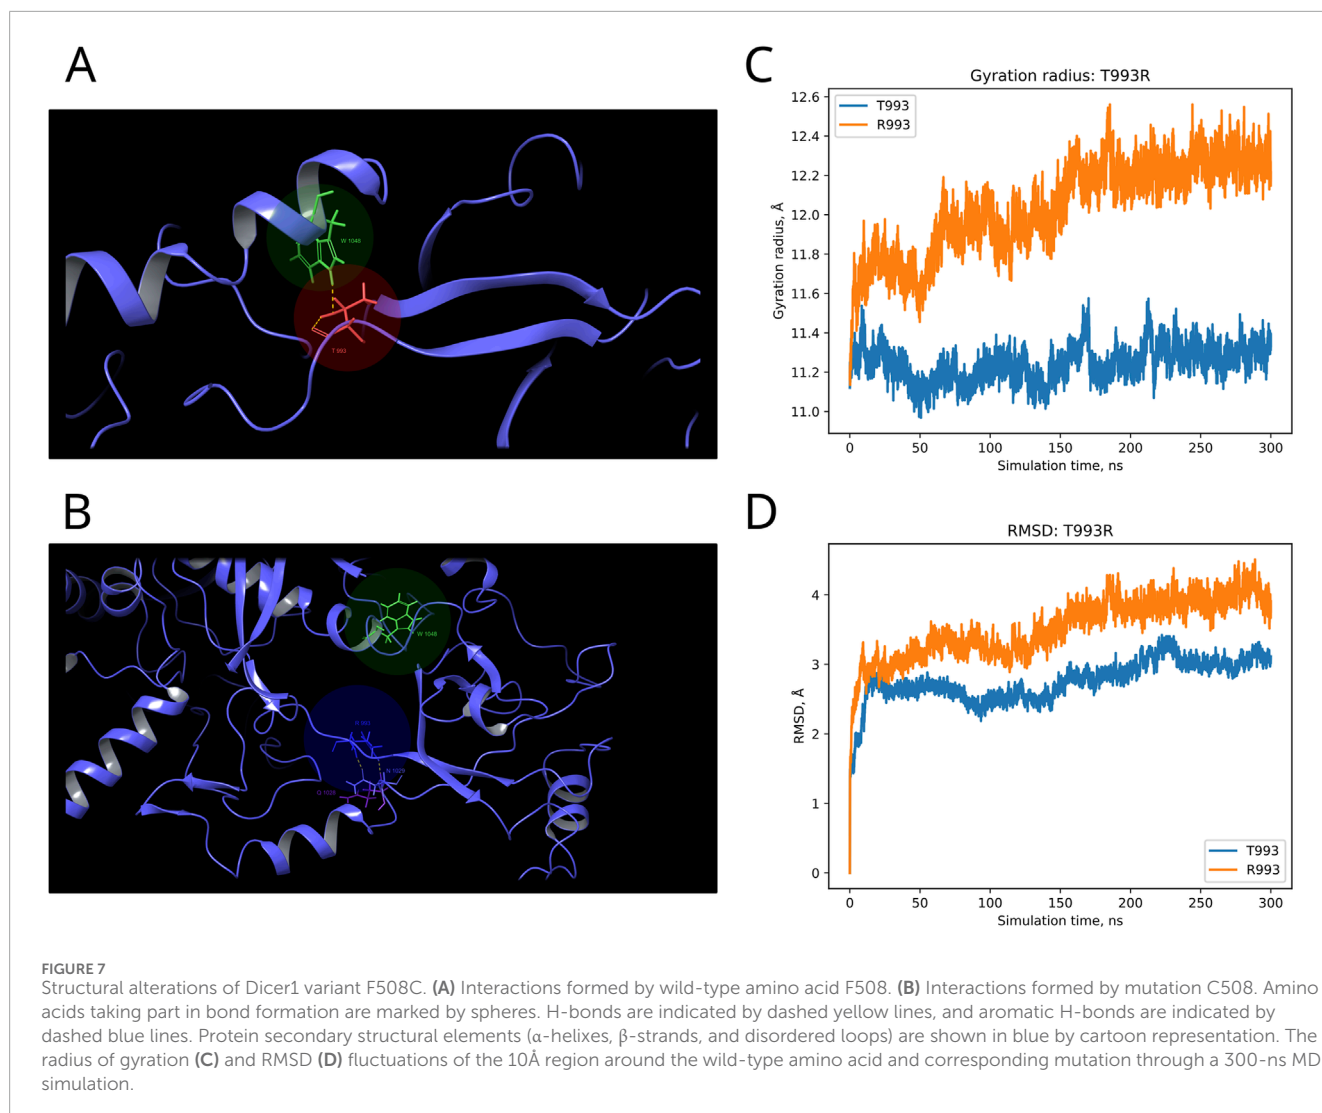 A
W 1048
T 993
B
W 1048
R 993
N 1029
Q 1028
C
Gyration radius: T993R
T993
R993
12.6
12.4
12.2
12.0
11.8
11.6
11.4
11.2
11.0
Gyration radius, Å
0 50 100 150 200 250 300
Simulation time, ns
D
RMSD: T993R
4
3
2
1
0
RMSD, Å
T993
R993
0 50 100 150 200 250 300
Simulation time, ns
FIGURE 7
Structural alterations of Dicer1 variant F508C. (A) Interactions formed by wild-type amino acid F508. (B) Interactions formed by mutation C508. Amino
acids taking part in bond formation are marked by spheres. H-bonds are indicated by dashed yellow lines, and aromatic H-bonds are indicated by
dashed blue lines. Protein secondary structural elements (α-helixes, β-strands, and disordered loops) are shown in blue by cartoon representation. The
radius of gyration (C) and RMSD (D) fluctuations of the 10Å region around the wild-type amino acid and corresponding mutation through a 300-ns MD
simulation.